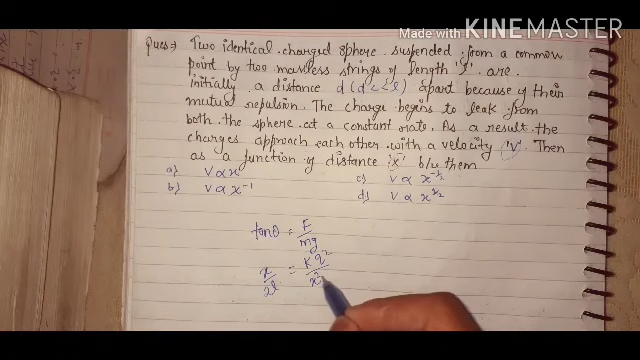 Made with KINEMASTER
Ques→ Two identical charged sphere suspended from a common
point by two massless strings of length 'l' are
initially a distance d (d<<l) apart because of their
mutual repulsion. The charge begins to leak from
both the sphere at a constant rate. As a result the
charges approach each other with a velocity 'V'. Then
as a function of distance 'x' b/w them
a) V∝x c) V∝x^-1/2
b) V∝x^-1 d) V∝x^1/2
tanθ = F/mg
x/2l = Kq²/x²